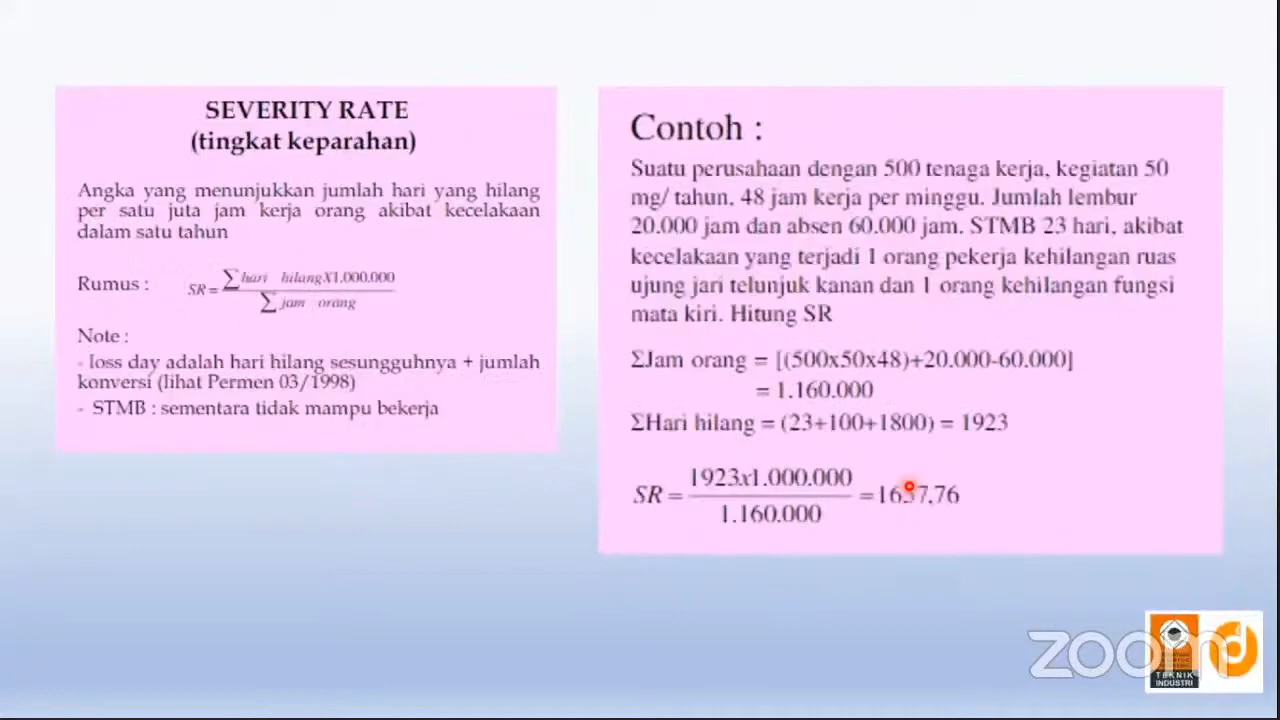 SEVERITY RATE
(tingkat keparahan)
Angka yang menunjukkan jumlah hari yang hilang
per satu juta jam kerja orang akibat kecelakaan
dalam satu tahun
Rumus :
SR = ∑ hari hilangX1.000.000
∑ jam orang
Note :
- loss day adalah hari hilang sesungguhnya + jumlah
konversi (lihat Permen 03/1998)
- STMB : sementara tidak mampu bekerja
Contoh :
Suatu perusahaan dengan 500 tenaga kerja, kegiatan 50
mg/ tahun, 48 jam kerja per minggu. Jumlah lembur
20.000 jam dan absen 60.000 jam. STMB 23 hari, akibat
kecelakaan yang terjadi 1 orang pekerja kehilangan ruas
ujung jari telunjuk kanan dan 1 orang kehilangan fungsi
mata kiri. Hitung SR
ΣJam orang = [(500x50x48)+20.000-60.000]
= 1.160.000
ΣHari hilang = (23+100+1800) = 1923
SR = 1923x1.000.000
1.160.000
= 1657.76
zoom
TEKNIK
INDUSTRI